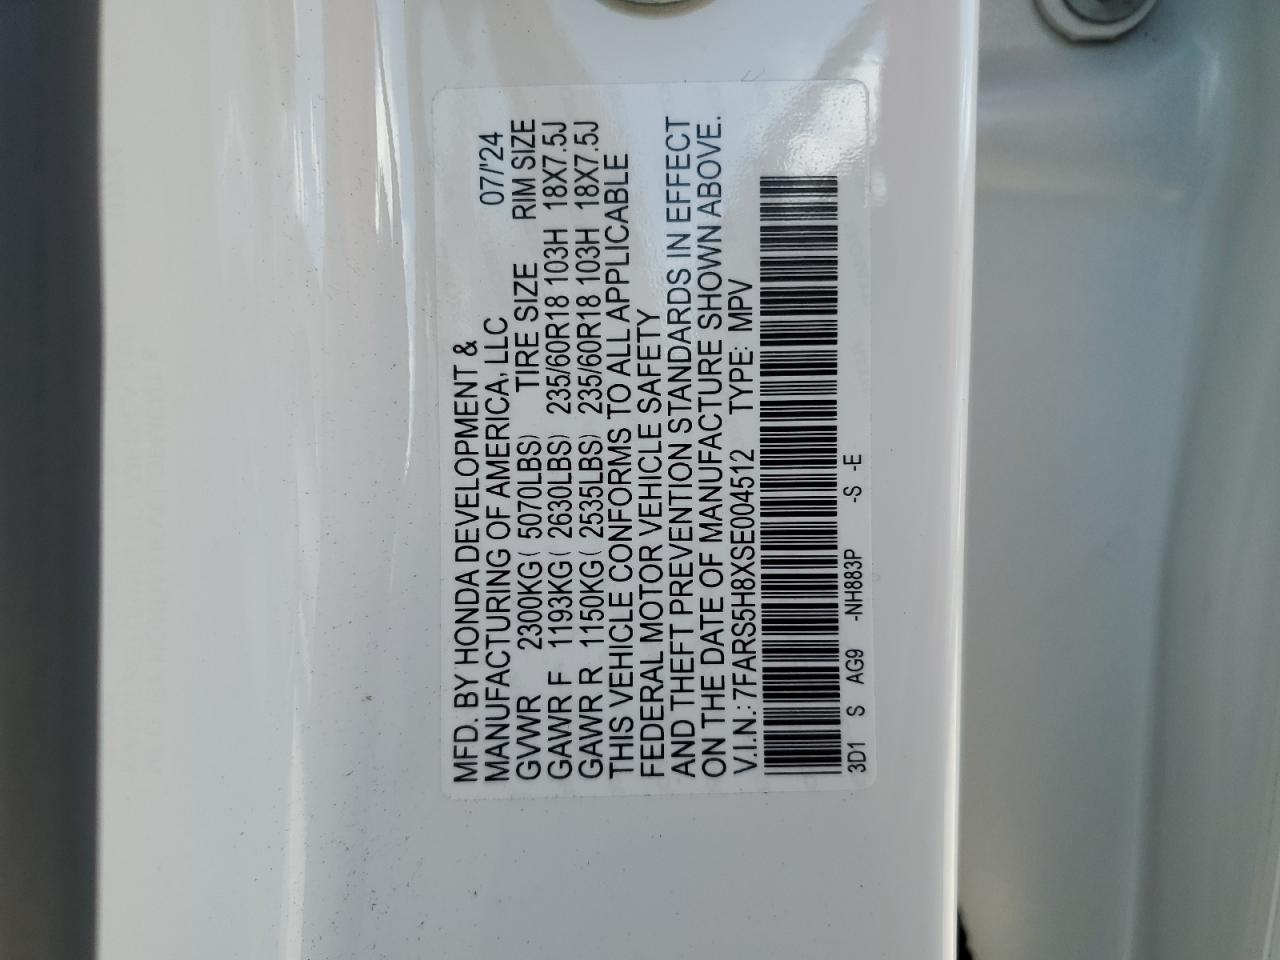 MFD. BY HONDA DEVELOPMENT &
MANUFACTURING OF AMERICA, LLC 07/'24
GVWR 2300KG( 5070LBS) TIRE SIZE RIM SIZE
GAWR F 1193KG( 2630LBS) 235/60R18 103H 18X7.5J
GAWR R 1150KG( 2535LBS) 235/60R18 103H 18X7.5J
THIS VEHICLE CONFORMS TO ALL APPLICABLE
FEDERAL MOTOR VEHICLE SAFETY
AND THEFT PREVENTION STANDARDS IN EFFECT
ON THE DATE OF MANUFACTURE SHOWN ABOVE.
V.I.N.: 7FARS5H8XSE004512 TYPE: MPV
3D1 S AG9 -NH883P -S -E